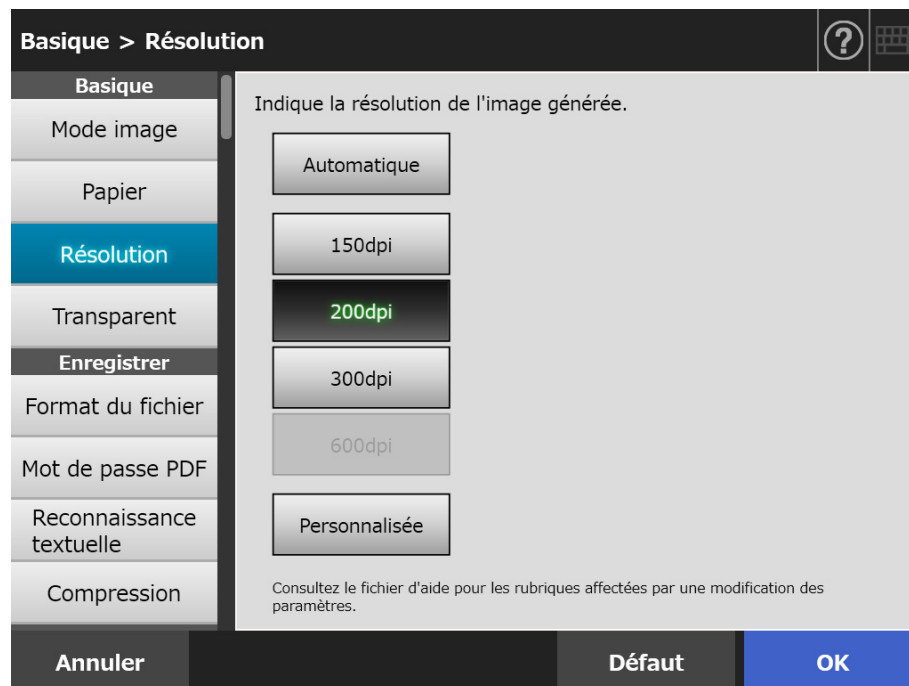 Basique > Résolution
?
Basique
Mode image
Papier
Résolution
Transparent
Enregistrer
Format du fichier
Mot de passe PDF
Reconnaissance
textuelle
Compression
Indique la résolution de l'image générée.
Automatique
150dpi
200dpi
300dpi
600dpi
Personnalisée
Consultez le fichier d'aide pour les rubriques affectées par une modification des
paramètres.
Annuler
Défaut
OK